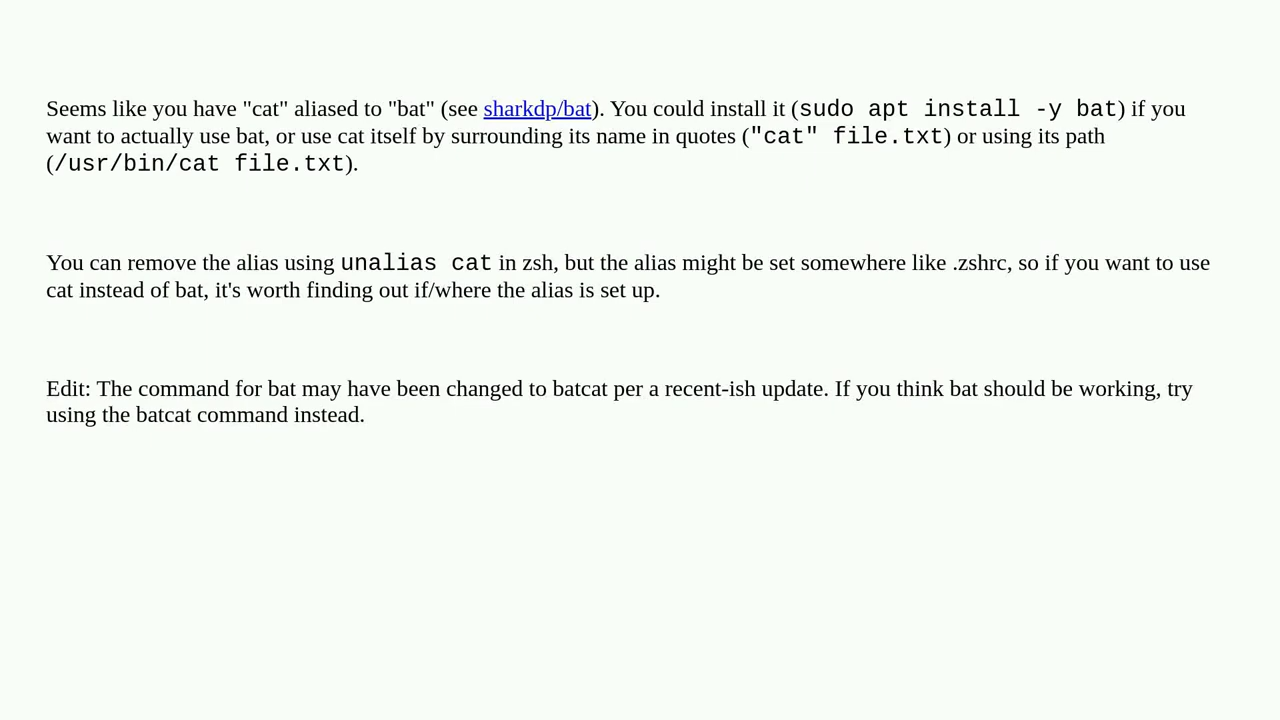 Seems like you have "cat" aliased to "bat" (see sharkdp/bat). You could install it (sudo apt install -y bat) if you
want to actually use bat, or use cat itself by surrounding its name in quotes ("cat" file.txt) or using its path
(/usr/bin/cat file.txt).
You can remove the alias using unalias cat in zsh, but the alias might be set somewhere like .zshrc, so if you want to use
cat instead of bat, it's worth finding out if/where the alias is set up.
Edit: The command for bat may have been changed to batcat per a recent-ish update. If you think bat should be working, try
using the batcat command instead.